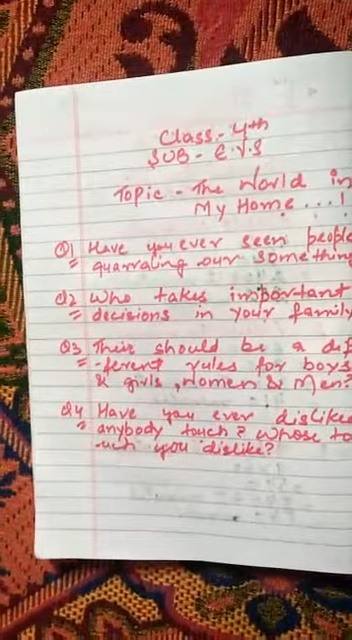 Class - 4th
SUB - E.V.S
Topic - The World in
My Home...!
Q1 Have you ever seen people
quarraling our something
Q2 Who takes important
decisions in your family
Q3 Their should be a dif
-ferent rules for boys
& girls, women & Men?
Q4 Have you ever dislike
anybody touch? Whose to
-uch you dislike?